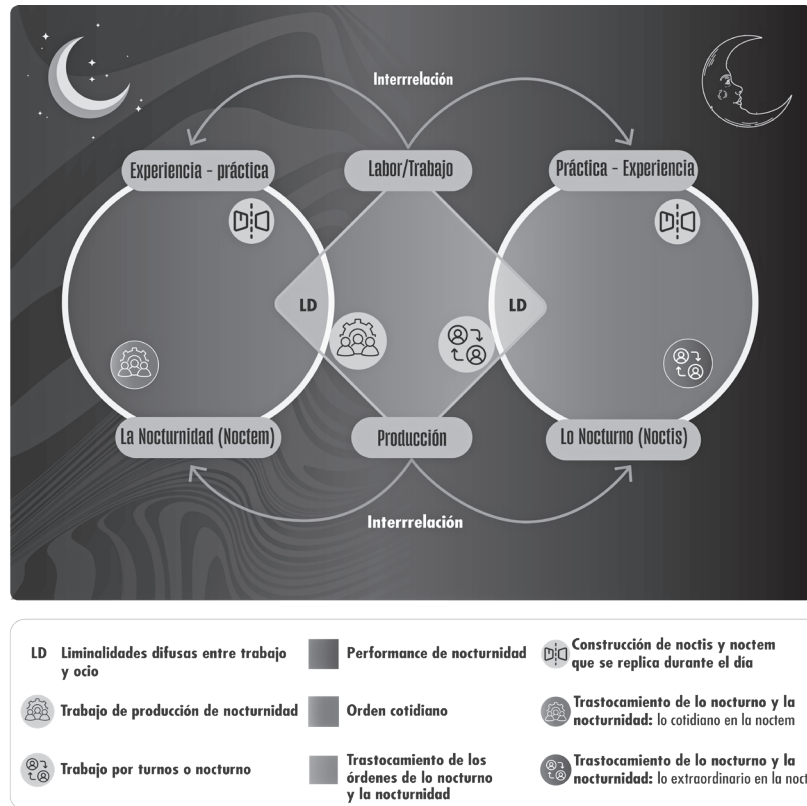 Interrrelación
Experiencia - práctica
Labor/Trabajo
Práctica - Experiencia
LD
LD
La Nocturnidad (Noctem)
Producción
Lo Nocturno (Noctis)
Interrrelación
LD Liminalidades difusas entre trabajo
y ocio
Trabajo de producción de nocturnidad
Trabajo por turnos o nocturno
Performance de nocturnidad
Orden cotidiano
Trastocamiento de los
órdenes de lo nocturno
y la nocturnidad
Construcción de noctis y noctem
que se replica durante el día
Trastocamiento de lo nocturno y la
nocturnidad: lo cotidiano en la noctem
Trastocamiento de lo nocturno y la
nocturnidad: lo extraordinario en la